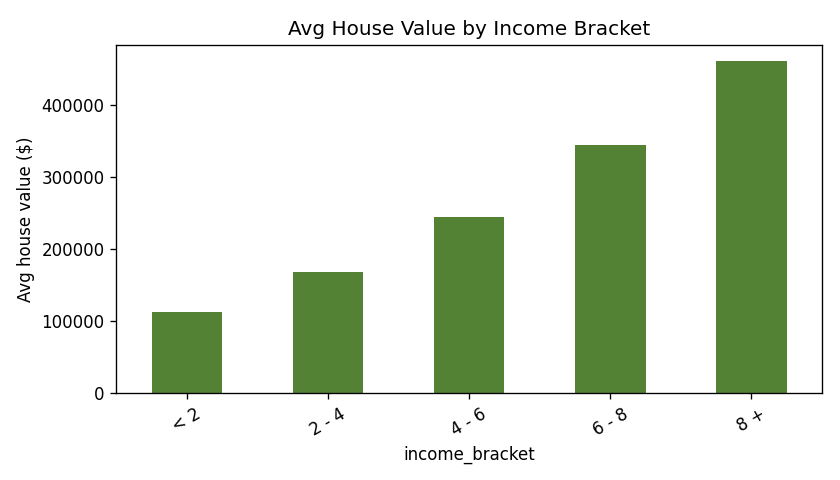 Avg House Value by Income Bracket
Avg house value ($)
400000
300000
200000
100000
0
< 2
2 - 4
4 - 6
6 - 8
8 +
income_bracket